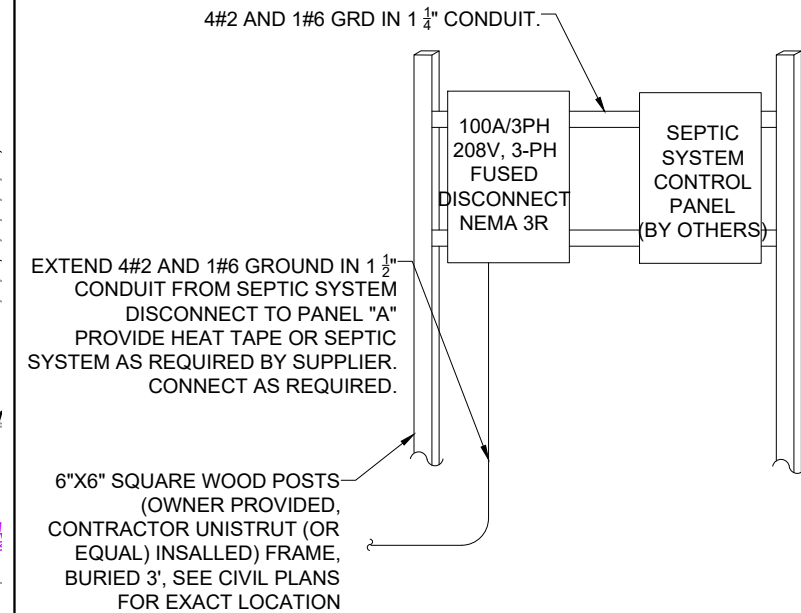 4#2 AND 1#6 GRD IN 1 1/4" CONDUIT.
100A/3PH
208V, 3-PH
FUSED
DISCONNECT
NEMA 3R
SEPTIC
SYSTEM
CONTROL
PANEL
(BY OTHERS)
EXTEND 4#2 AND 1#6 GROUND IN 1 1/2"
CONDUIT FROM SEPTIC SYSTEM
DISCONNECT TO PANEL "A"
PROVIDE HEAT TAPE OR SEPTIC
SYSTEM AS REQUIRED BY SUPPLIER.
CONNECT AS REQUIRED.
6"X6" SQUARE WOOD POSTS
(OWNER PROVIDED,
CONTRACTOR UNISTRUT (OR
EQUAL) INSALLED) FRAME,
BURIED 3', SEE CIVIL PLANS
FOR EXACT LOCATION